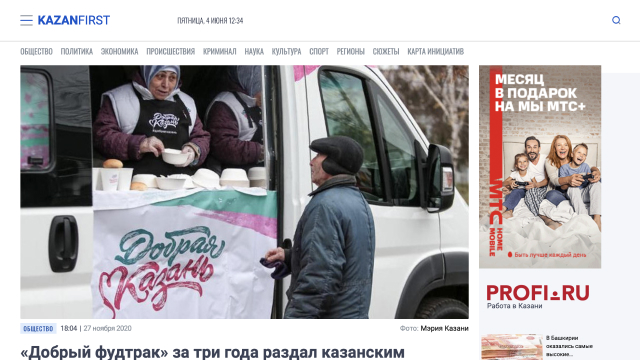 KAZANFIRST
ПЯТНИЦА, 4 ИЮНЯ 12:34
ОБЩЕСТВО ПОЛИТИКА ЭКОНОМИКА ПРОИСШЕСТВИЯ КРИМИНАЛ НАУКА КУЛЬТУРА СПОРТ РЕГИОНЫ СЮЖЕТЫ КАРТА ИНИЦИАТИВ
Добрая
Казань
Добрая
Казань
ОБЩЕСТВО 18:04 | 27 ноября 2020
Фото: Мэрия Казани
«Добрый фудтрак» за три года раздал казанским
МЕСЯЦ
В ПОДАРОК
НА МЫ МТС+
МТС HOME MOBILE
Быть лучше каждый день
PROFI.RU
Работа в Казани
В Башкирии
оказались самые
высокие...